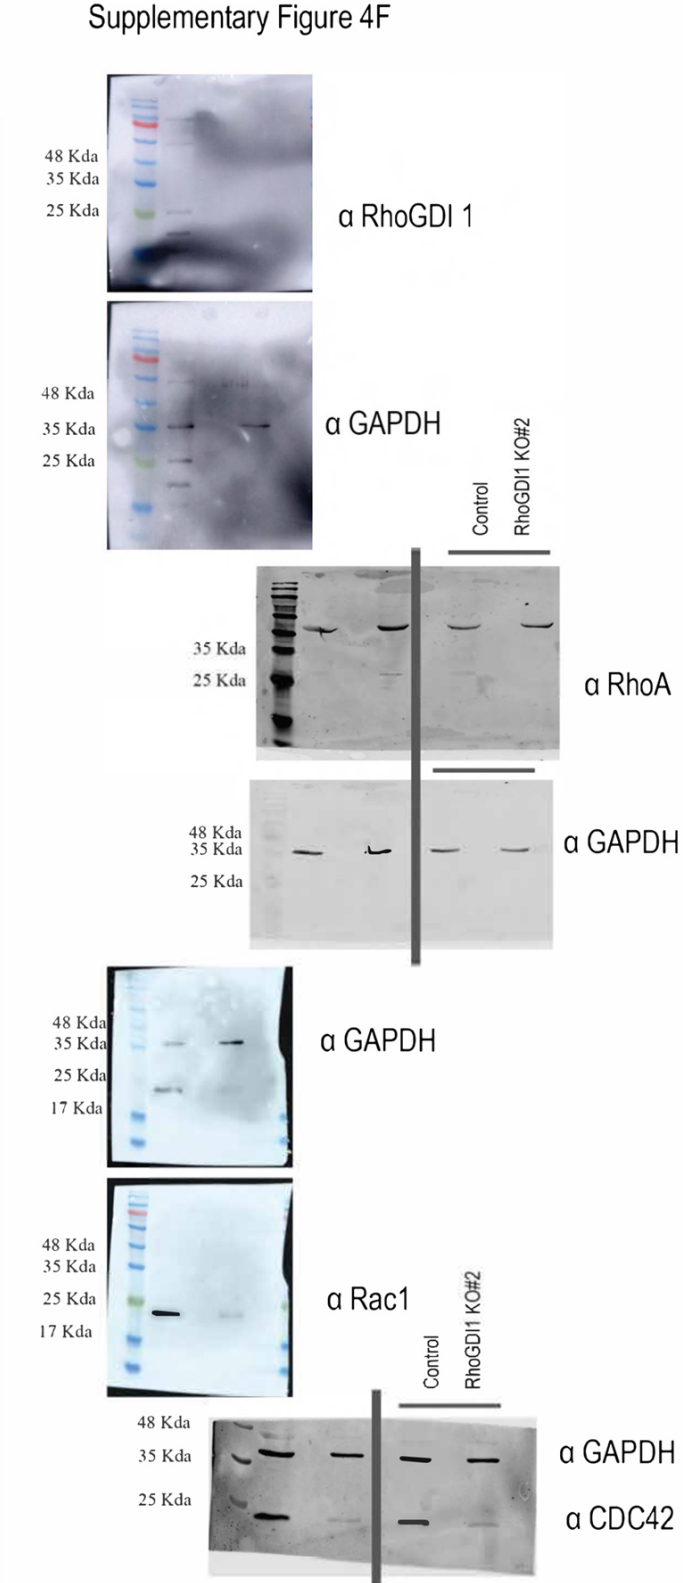 Supplementary Figure 4F
48 Kda
35 Kda
25 Kda
α RhoGDI 1
48 Kda
35 Kda
25 Kda
α GAPDH
Control
RhoGDI1 KO#2
35 Kda
25 Kda
α RhoA
48 Kda
35 Kda
25 Kda
α GAPDH
48 Kda
35 Kda
25 Kda
17 Kda
α GAPDH
48 Kda
35 Kda
25 Kda
17 Kda
α Rac1
Control
RhoGDI1 KO#2
48 Kda
35 Kda
25 Kda
α GAPDH
α CDC42